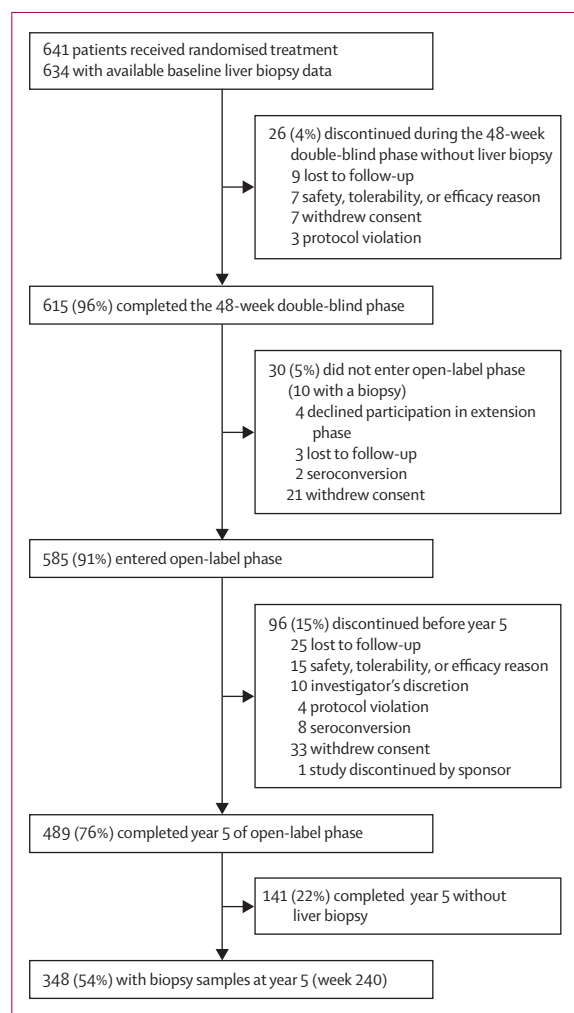 641 patients received randomised treatment
634 with available baseline liver biopsy data
26 (4%) discontinued during the 48-week
double-blind phase without liver biopsy
9 lost to follow-up
7 safety, tolerability, or efficacy reason
7 withdrew consent
3 protocol violation
615 (96%) completed the 48-week double-blind phase
30 (5%) did not enter open-label phase
(10 with a biopsy)
4 declined participation in extension
phase
3 lost to follow-up
2 seroconversion
21 withdrew consent
585 (91%) entered open-label phase
96 (15%) discontinued before year 5
25 lost to follow-up
15 safety, tolerability, or efficacy reason
10 investigator's discretion
4 protocol violation
8 seroconversion
33 withdrew consent
1 study discontinued by sponsor
489 (76%) completed year 5 of open-label phase
141 (22%) completed year 5 without
liver biopsy
348 (54%) with biopsy samples at year 5 (week 240)